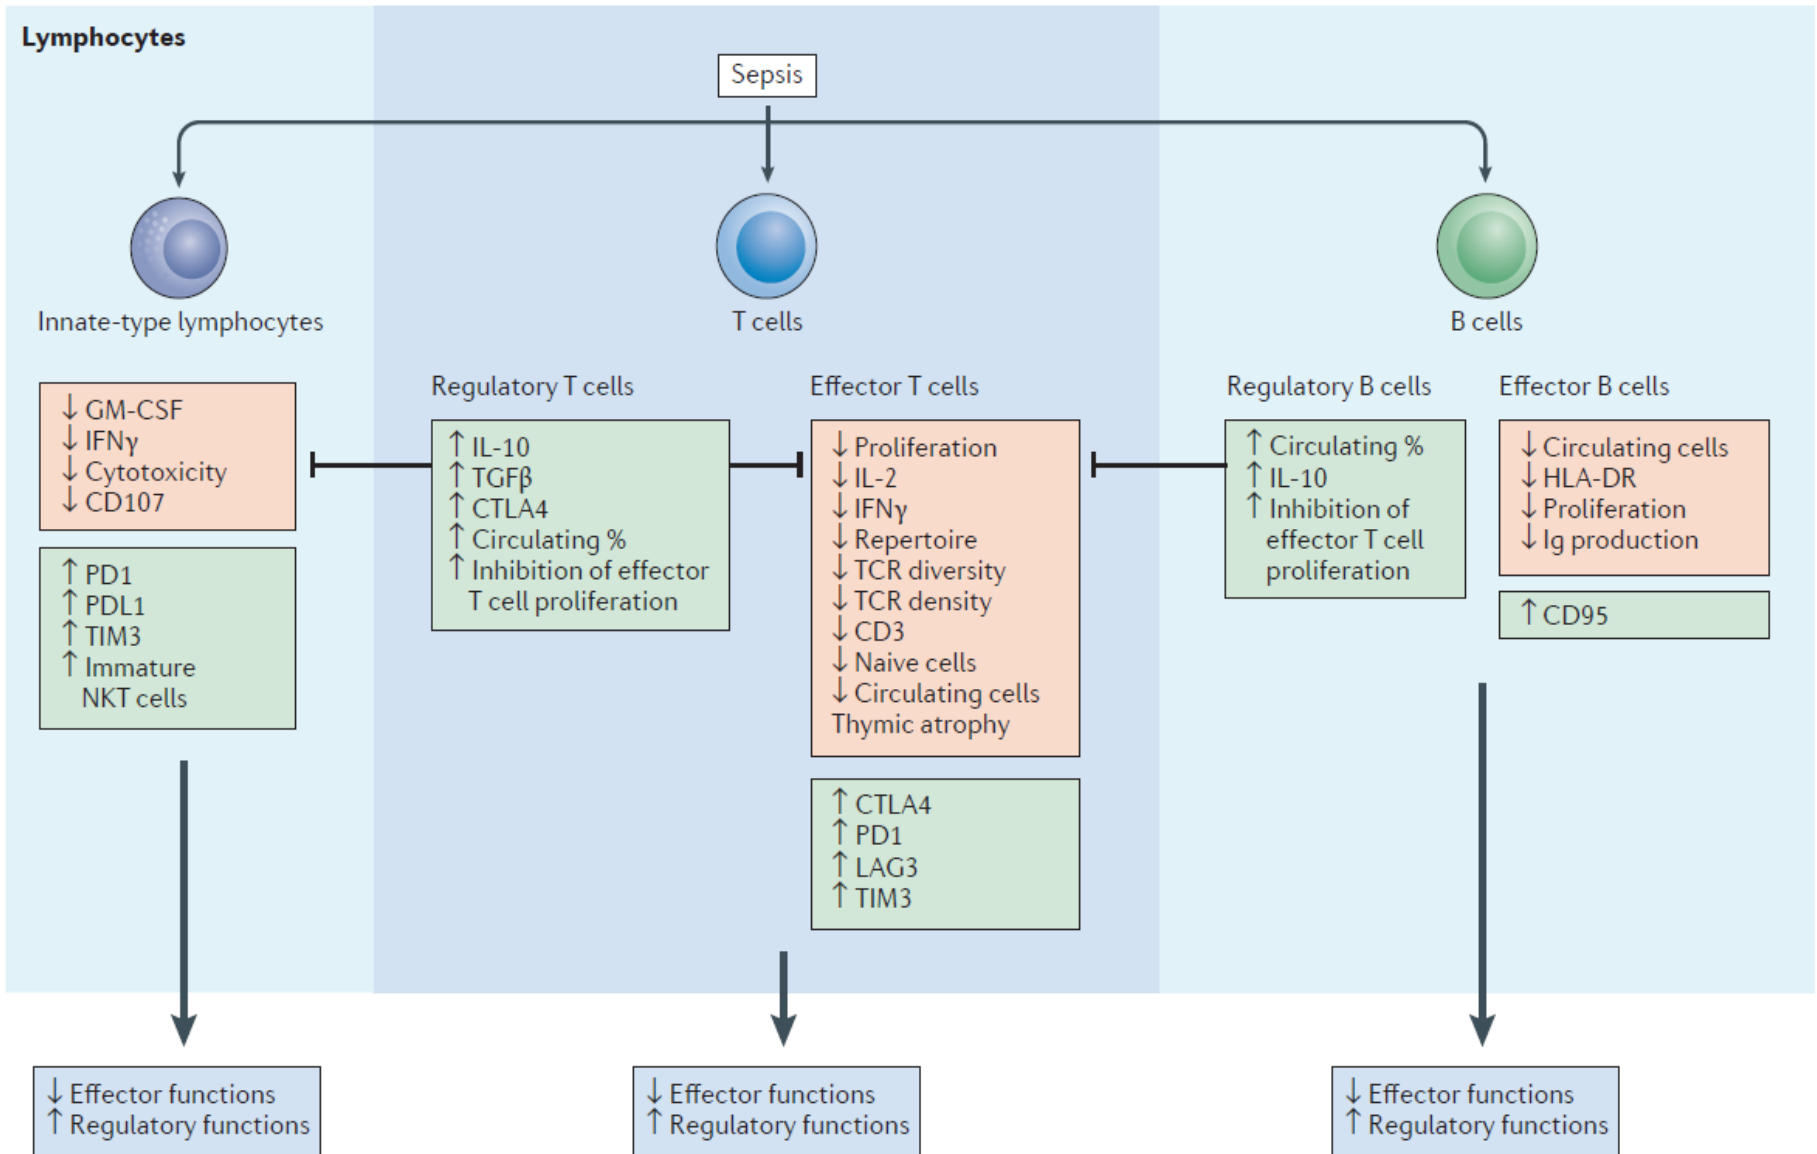 Lymphocytes
Sepsis
Innate-type lymphocytes
T cells
B cells
↓ GM-CSF
↓ IFNγ
↓ Cytotoxicity
↓ CD107
↑ PD1
↑ PDL1
↑ TIM3
↑ Immature
NKT cells
Regulatory T cells
↑ IL-10
↑ TGFβ
↑ CTLA4
↑ Circulating %
↑ Inhibition of effector
T cell proliferation
Effector T cells
↓ Proliferation
↓ IL-2
↓ IFNγ
↓ Repertoire
↓ TCR diversity
↓ TCR density
↓ CD3
↓ Naive cells
↓ Circulating cells
Thymic atrophy
↑ CTLA4
↑ PD1
↑ LAG3
↑ TIM3
Regulatory B cells
↑ Circulating %
↑ IL-10
↑ Inhibition of
effector T cell
proliferation
Effector B cells
↓ Circulating cells
↓ HLA-DR
↓ Proliferation
↓ Ig production
↑ CD95
↓ Effector functions
↑ Regulatory functions
↓ Effector functions
↑ Regulatory functions
↓ Effector functions
↑ Regulatory functions